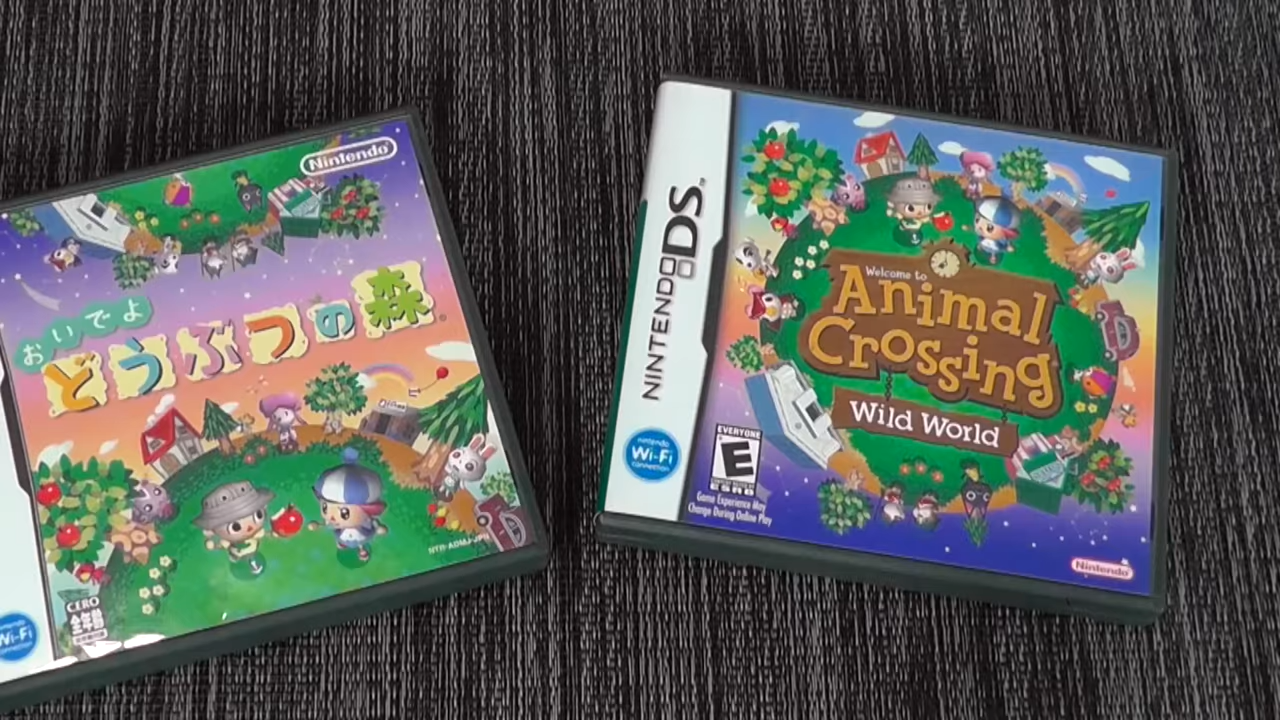 Nintendo
おいでよ
どうぶつの森
Office
CERO
全年齢
Wi-Fi
NTR-ADMJ-JPN
NINTENDO DS™
nintendo
Wi-Fi
connection
Welcome to
Animal
Crossing
Wild World
EVERYONE
E
ESRB
Game Experience May
Change During Online Play
Nintendo